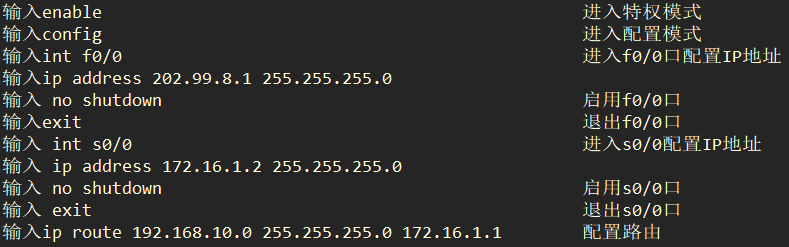 输入enable 进入特权模式
输入config 进入配置模式
输入int f0/0 进入f0/0口配置IP地址
输入ip address 202.99.8.1 255.255.255.0
输入 no shutdown 启用f0/0口
输入exit 退出f0/0口
输入 int s0/0 进入s0/0配置IP地址
输入 ip address 172.16.1.2 255.255.255.0
输入 no shutdown 启用s0/0口
输入 exit 退出s0/0口
输入ip route 192.168.10.0 255.255.255.0 172.16.1.1 配置路由